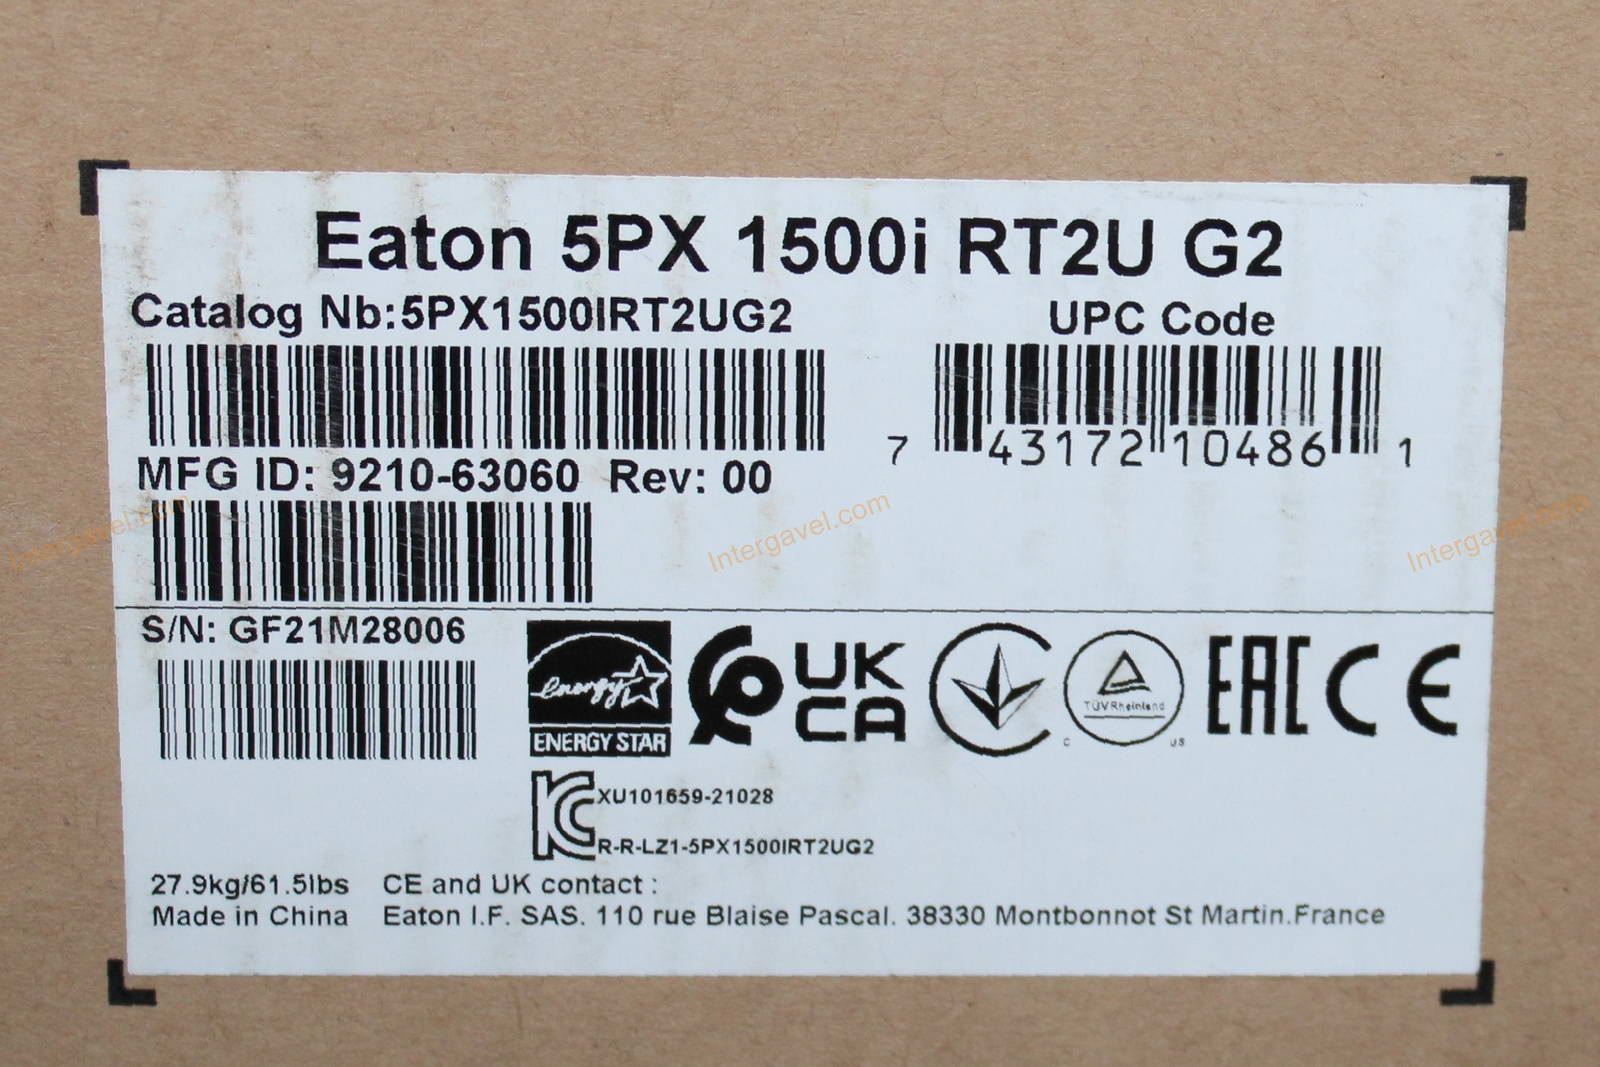 Eaton 5PX 1500i RT2U G2
Catalog Nb:5PX1500IRT2UG2
UPC Code
7 43172 10486 1
MFG ID: 9210-63060 Rev: 00
Intergavel.com
Intergavel.com
Intergavel.com
S/N: GF21M28006
energy
ENERGY STAR
UK
CA
TÜVRheinland
C US
EAC
CE
XU101659-21028
R-R-LZ1-5PX1500IRT2UG2
27.9kg/61.5lbs CE and UK contact :
Made in China Eaton I.F. SAS. 110 rue Blaise Pascal. 38330 Montbonnot St Martin.France